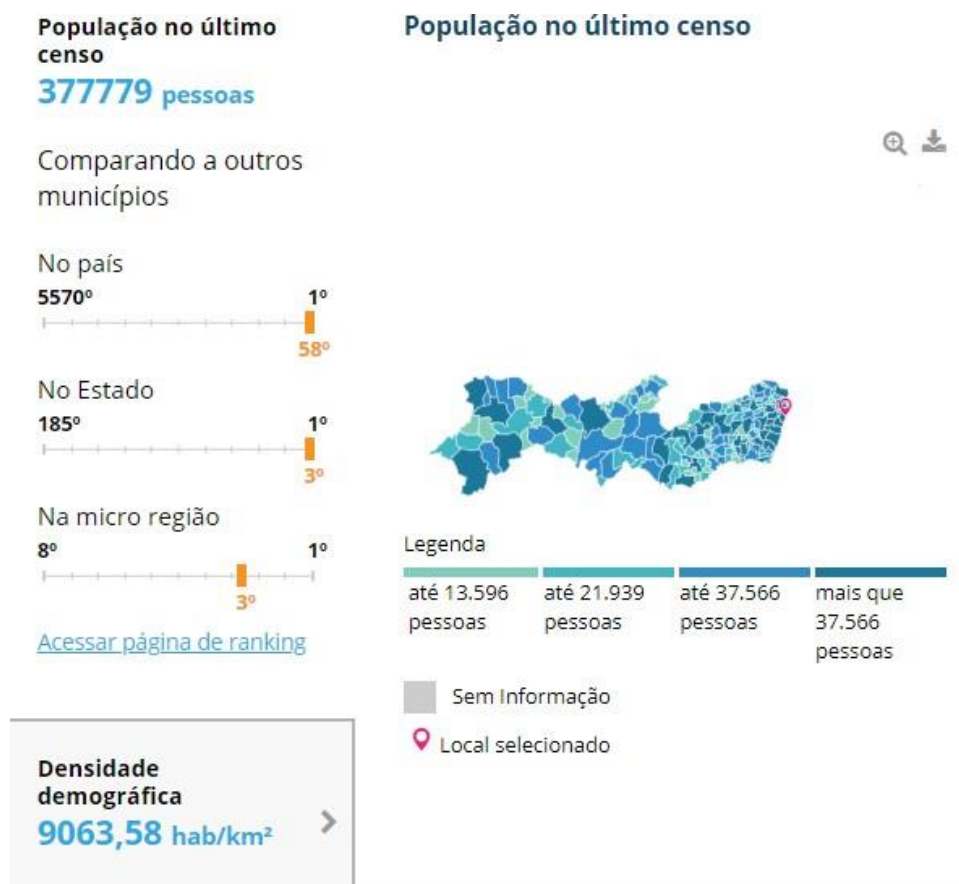 População no último
censo
377779 pessoas
Comparando a outros
municípios
No país
5570º 1º
58º
No Estado
185º 1º
3º
Na micro região
8º 1º
3º
Acessar página de ranking
Densidade
demográfica
9063,58 hab/km²
População no último censo
Legenda
até 13.596 pessoas
até 21.939 pessoas
até 37.566 pessoas
mais que 37.566 pessoas
Sem Informação
Local selecionado